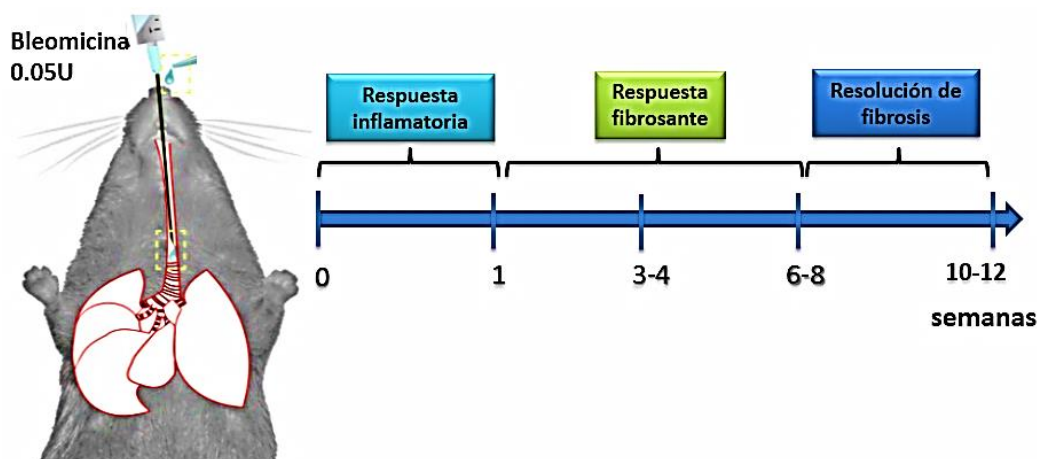 Bleomicina
0.05U
Respuesta
inflamatoria
Respuesta
fibrosante
Resolución de
fibrosis
0
1
3-4
6-8
10-12
semanas